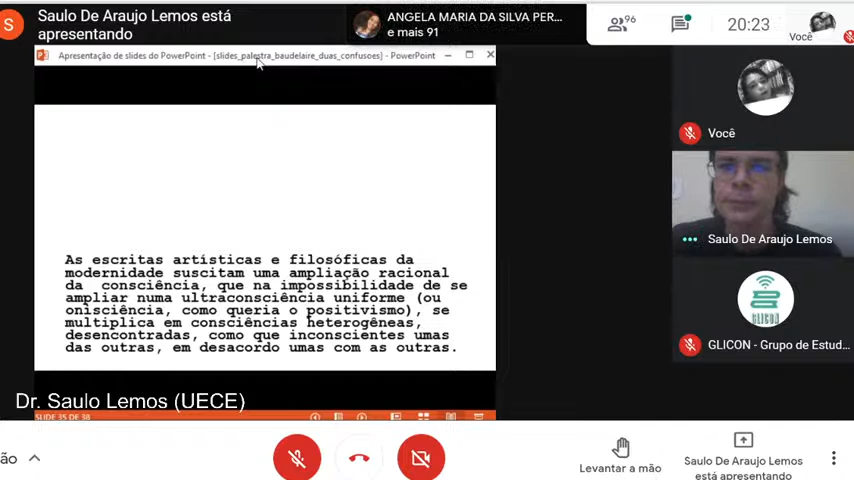 S
Saulo De Araujo Lemos está
apresentando
ANGELA MARIA DA SILVA PER...
e mais 91
96
20:23
Você
Apresentação de slides do PowerPoint - [slides_palestra_baudelaire_duas_confusoes] - PowerPoint
Você
Saulo De Araujo Lemos
GLICON
GLICON - Grupo de Estud...
As escritas artísticas e filosóficas da
modernidade suscitam uma ampliação racional
da consciência, que na impossibilidade de se
ampliar numa ultraconsciência uniforme (ou
onisciência, como queria o positivismo), se
multiplica em consciências heterogêneas,
desencontradas, como que inconscientes umas
das outras, em desacordo umas com as outras.
Dr. Saulo Lemos (UECE)
SLIDE 35 DE 38
ão
Levantar a mão
Saulo De Araujo Lemos
está apresentando